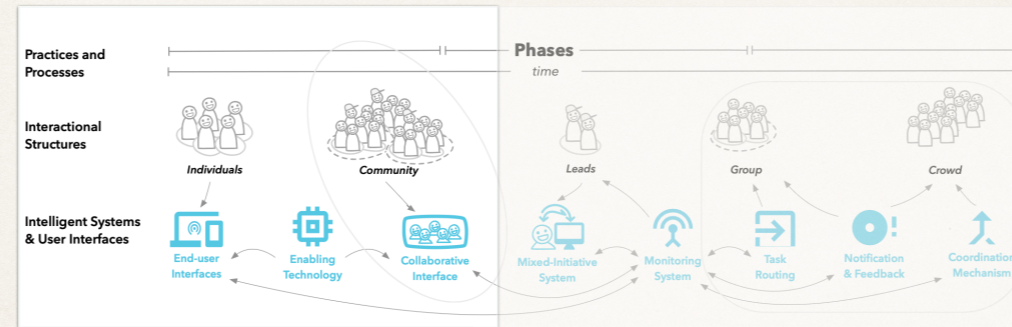 Practices and
Processes
Phases
time
Interactional
Structures
Individuals
Community
Leads
Group
Crowd
Intelligent Systems
& User Interfaces
End-user
Interfaces
Enabling
Technology
Collaborative
Interface
Mixed-Initiative
System
Monitoring
System
Task
Routing
Notification
& Feedback
Coordination
Mechanism